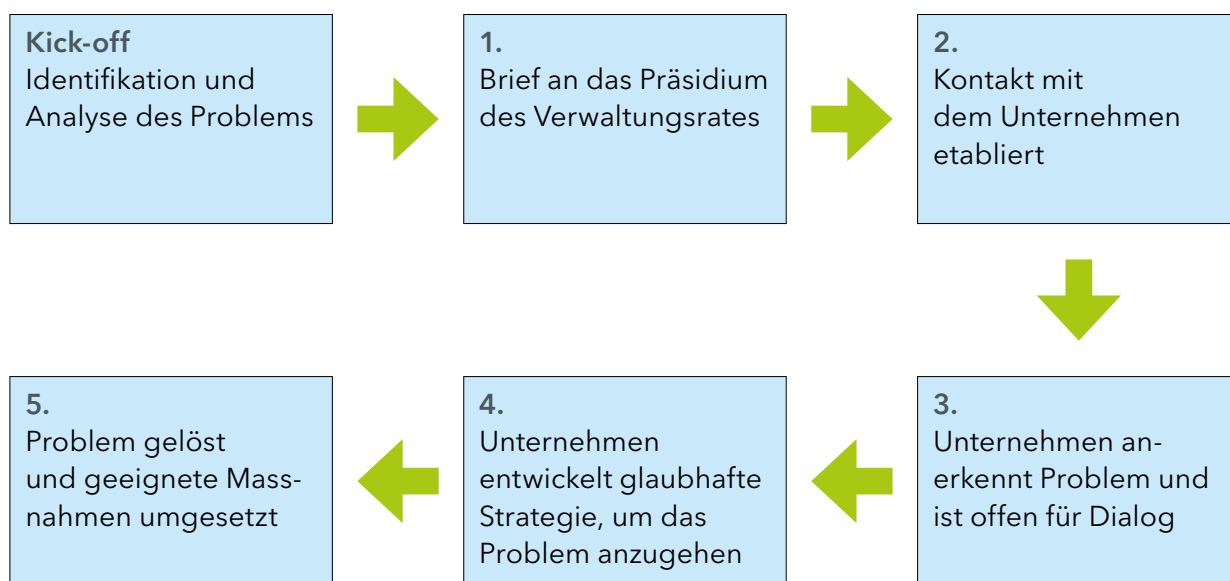 Kick-off
Identifikation und
Analyse des Problems
1.
Brief an das Präsidium
des Verwaltungsrates
2.
Kontakt mit
dem Unternehmen
etabliert
3.
Unternehmen an-
erkennt Problem und
ist offen für Dialog
4.
Unternehmen
entwickelt glaubhafte
Strategie, um das
Problem anzugehen
5.
Problem gelöst
und geeignete Mass-
nahmen umgesetzt